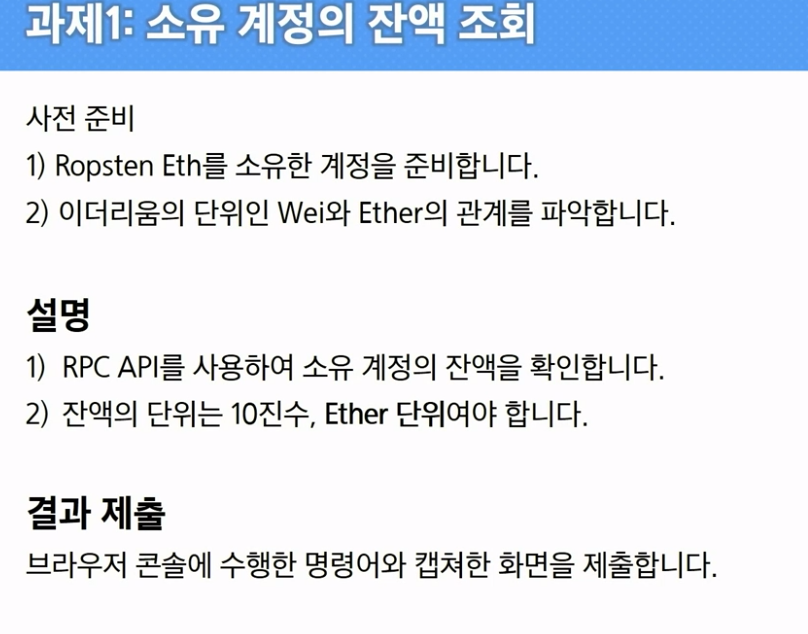 과제1: 소유 계정의 잔액 조회
사전 준비
1) Ropsten Eth를 소유한 계정을 준비합니다.
2) 이더리움의 단위인 Wei와 Ether의 관계를 파악합니다.
설명
1) RPC API를 사용하여 소유 계정의 잔액을 확인합니다.
2) 잔액의 단위는 10진수, Ether 단위여야 합니다.
결과 제출
브라우저 콘솔에 수행한 명령어와 캡쳐한 화면을 제출합니다.